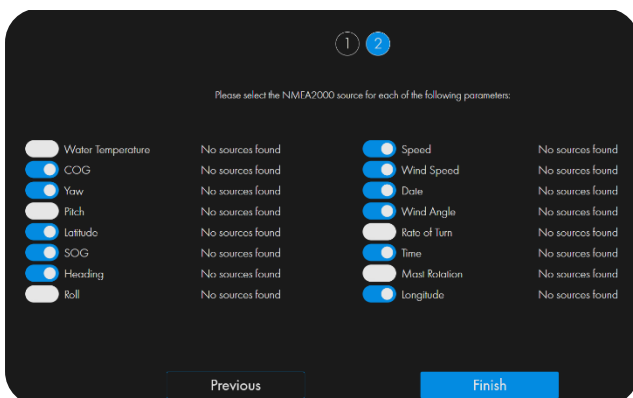 1 2
Please select the NMEA2000 source for each of the following parameters:
Water Temperature No sources found
COG No sources found
Yaw No sources found
Pitch No sources found
Latitude No sources found
SOG No sources found
Heading No sources found
Roll No sources found
Speed No sources found
Wind Speed No sources found
Date No sources found
Wind Angle No sources found
Rate of Turn No sources found
Time No sources found
Mast Rotation No sources found
Longitude No sources found
Previous Finish